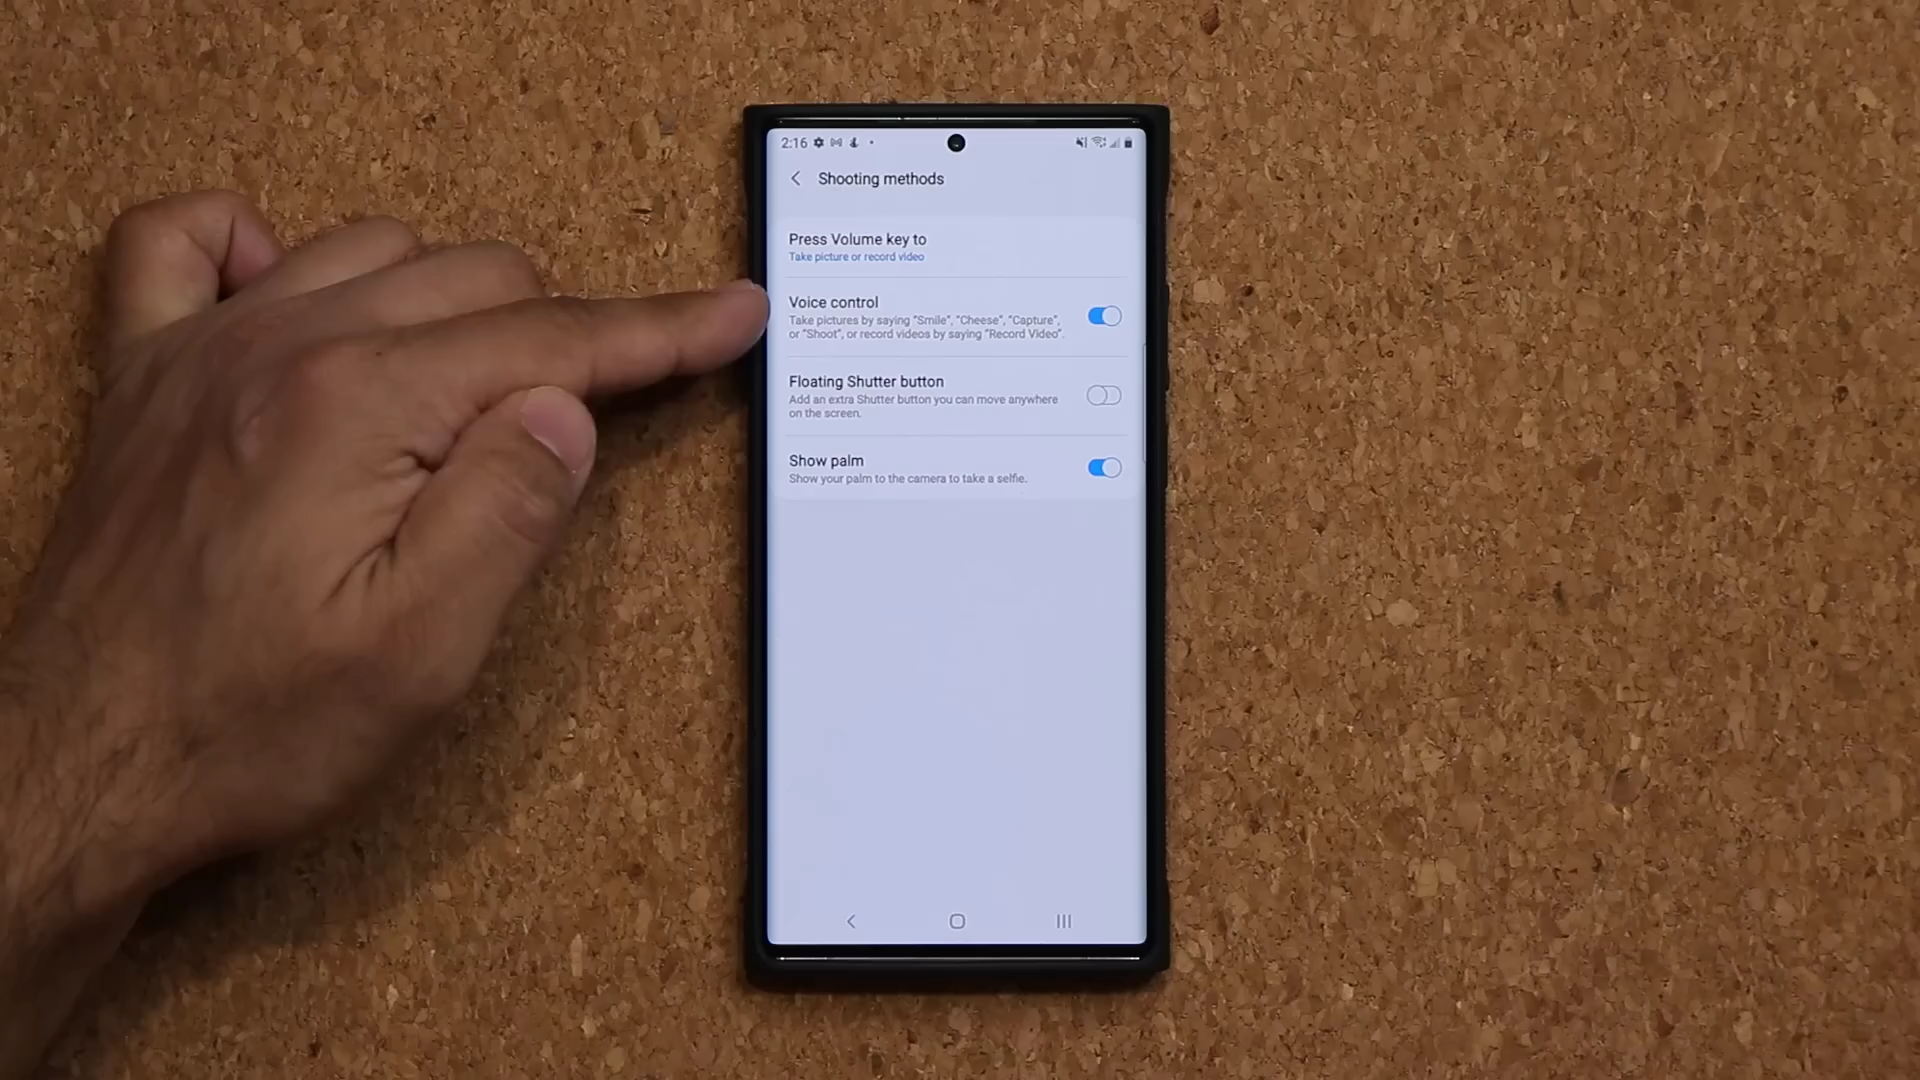 2:16
Shooting methods
Press Volume key to
Take picture or record video
Voice control
Take pictures by saying "Smile", "Cheese", "Capture",
or "Shoot", or record videos by saying "Record Video".
Floating Shutter button
Add an extra Shutter button you can move anywhere
on the screen.
Show palm
Show your palm to the camera to take a selfie.